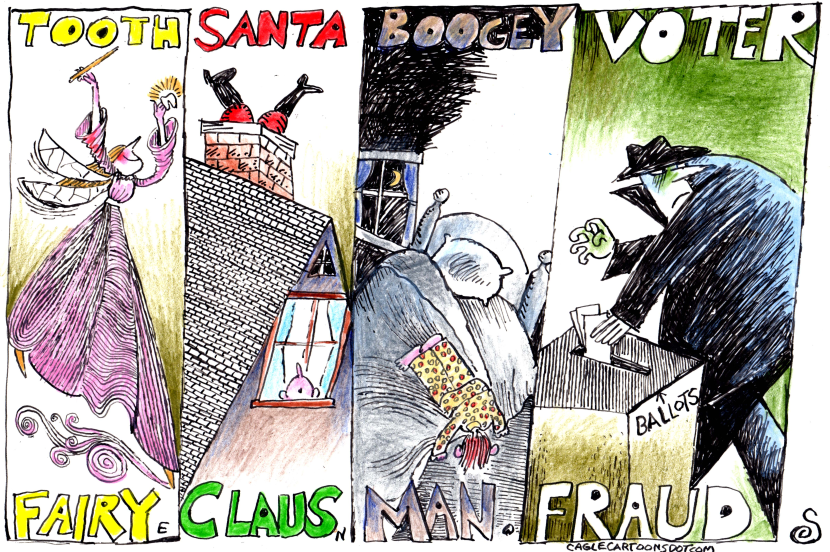 TOOTH
FAIRY
SANTA
CLAUS
BOOGEY
MAN
VOTER
FRAUD
BALLOTS
CAGLECARTOONSDOTCOM